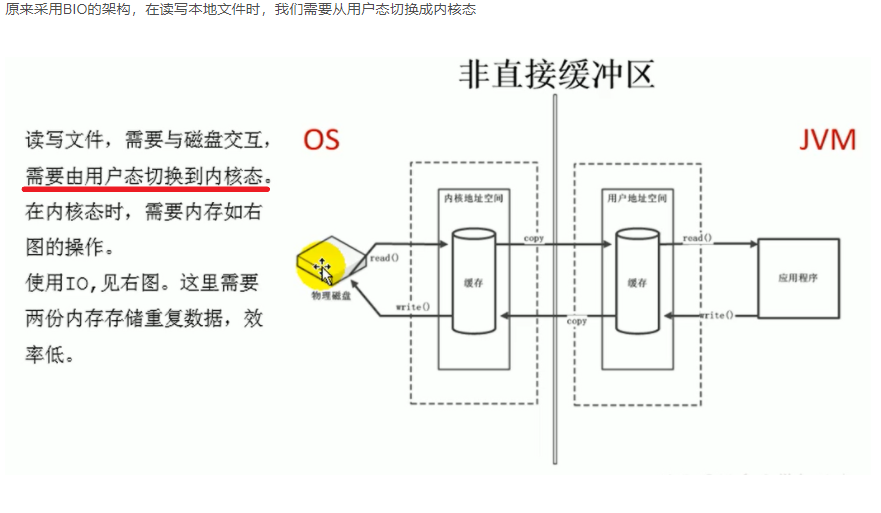 原来采用BIO的架构，在读写本地文件时，我们需要从用户态切换成内核态
非直接缓冲区
读写文件，需要与磁盘交互，
需要由用户态切换到内核态。
在内核态时，需要内存如右
图的操作。
使用IO,见右图。这里需要
两份内存存储重复数据，效
率低。
OS
JVM
内核地址空间
用户地址空间
copy
read()
read()
缓存
缓存
应用程序
物理磁盘
write()
copy
write()